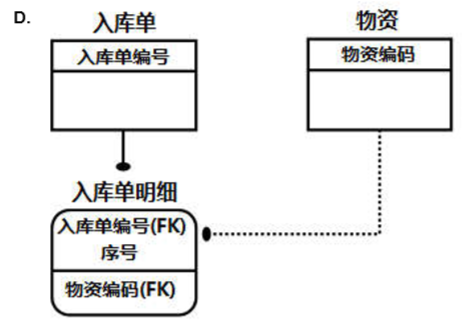 D.
入库单
物资
入库单编号
物资编码
入库单明细
入库单编号(FK)
序号
物资编码(FK)